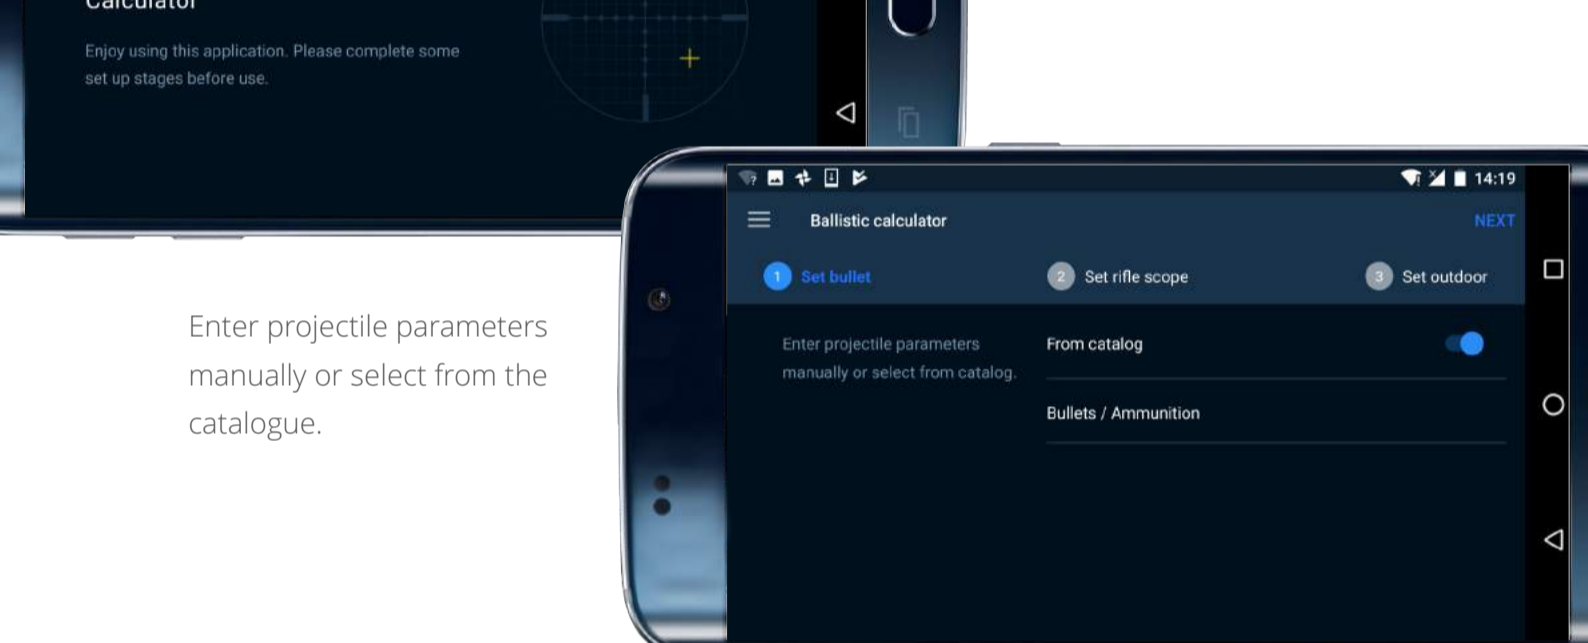 Calculator
Enjoy using this application. Please complete some
set up stages before use.
14:19
Ballistic calculator
NEXT
1 Set bullet
2 Set rifle scope
3 Set outdoor
Enter projectile parameters
manually or select from catalog.
From catalog
Bullets / Ammunition
Enter projectile parameters
manually or select from the
catalogue.